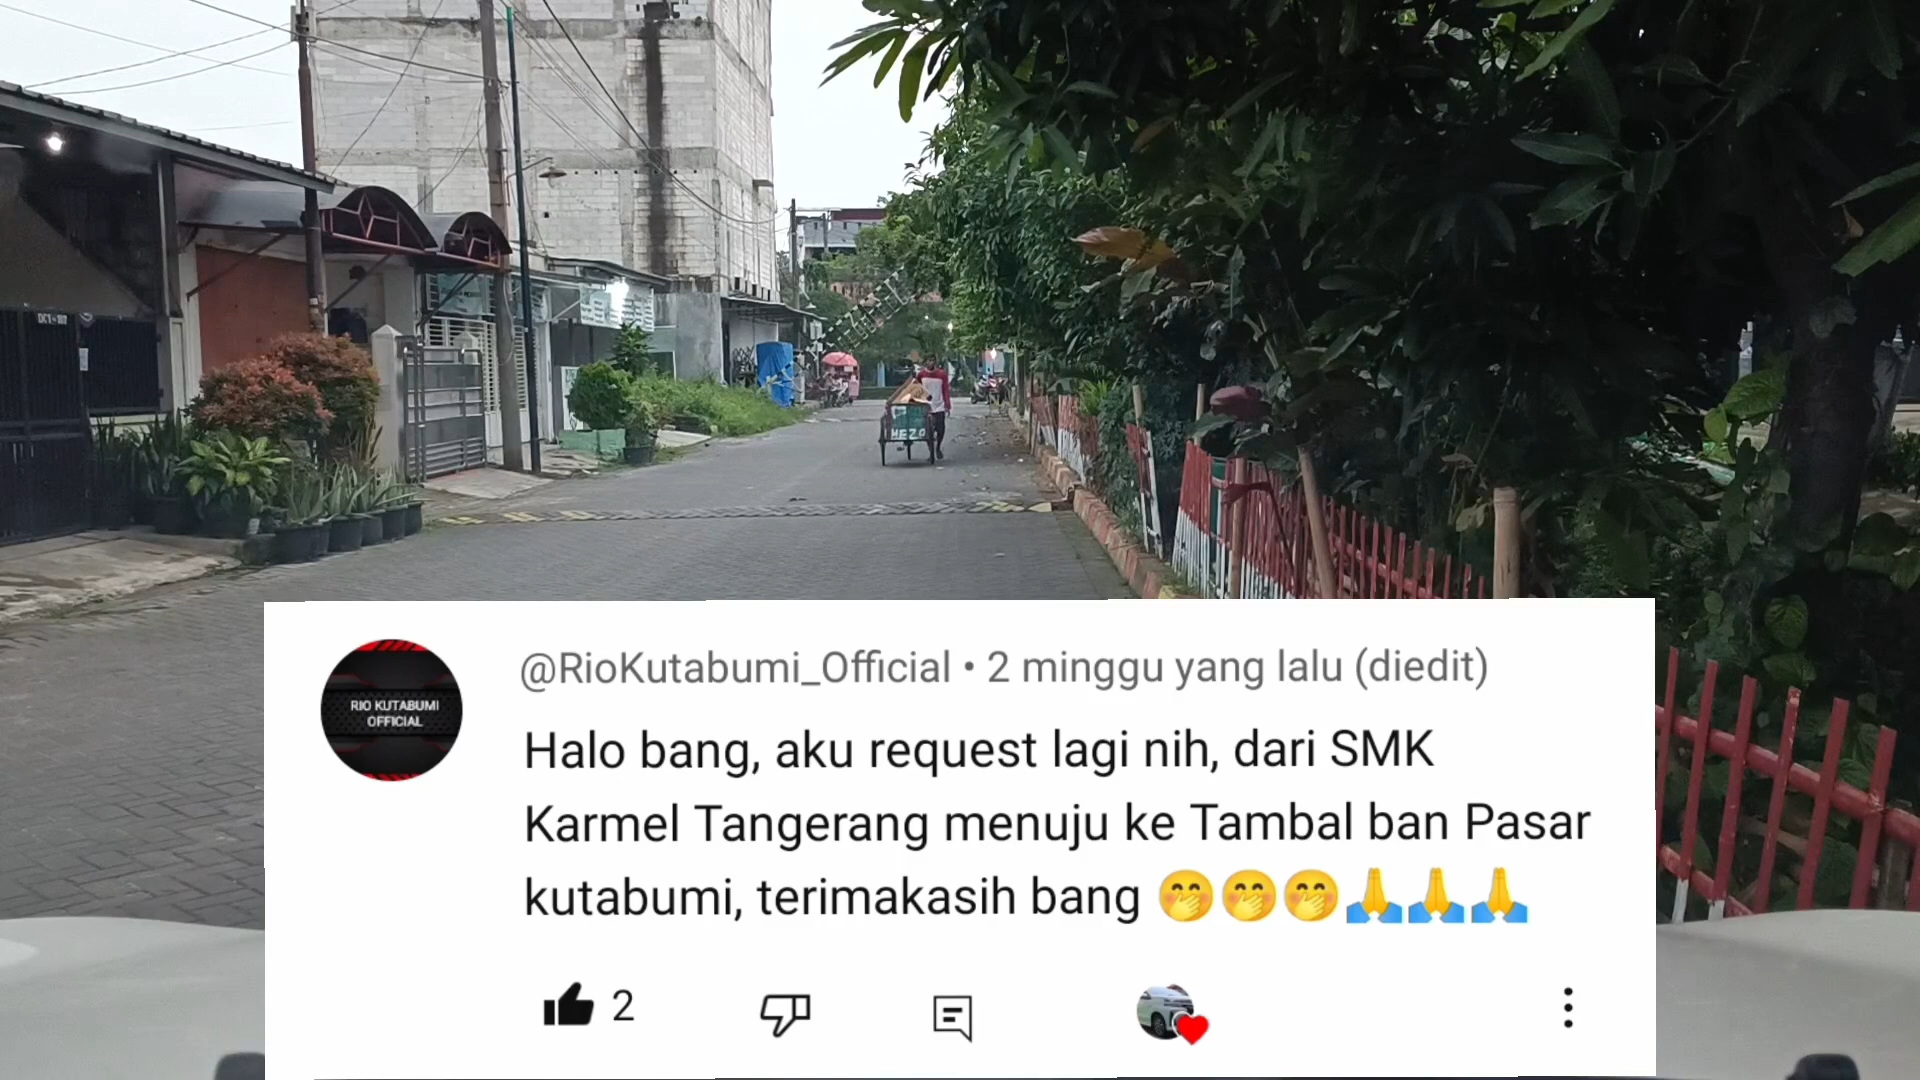 @RioKutabumi_Official • 2 minggu yang lalu (diedit)
RIO KUTABUMI
OFFICIAL
Halo bang, aku request lagi nih, dari SMK
Karmel Tangerang menuju ke Tambal ban Pasar
kutabumi, terimakasih bang 🤭🤭🤭🙏🙏🙏
2